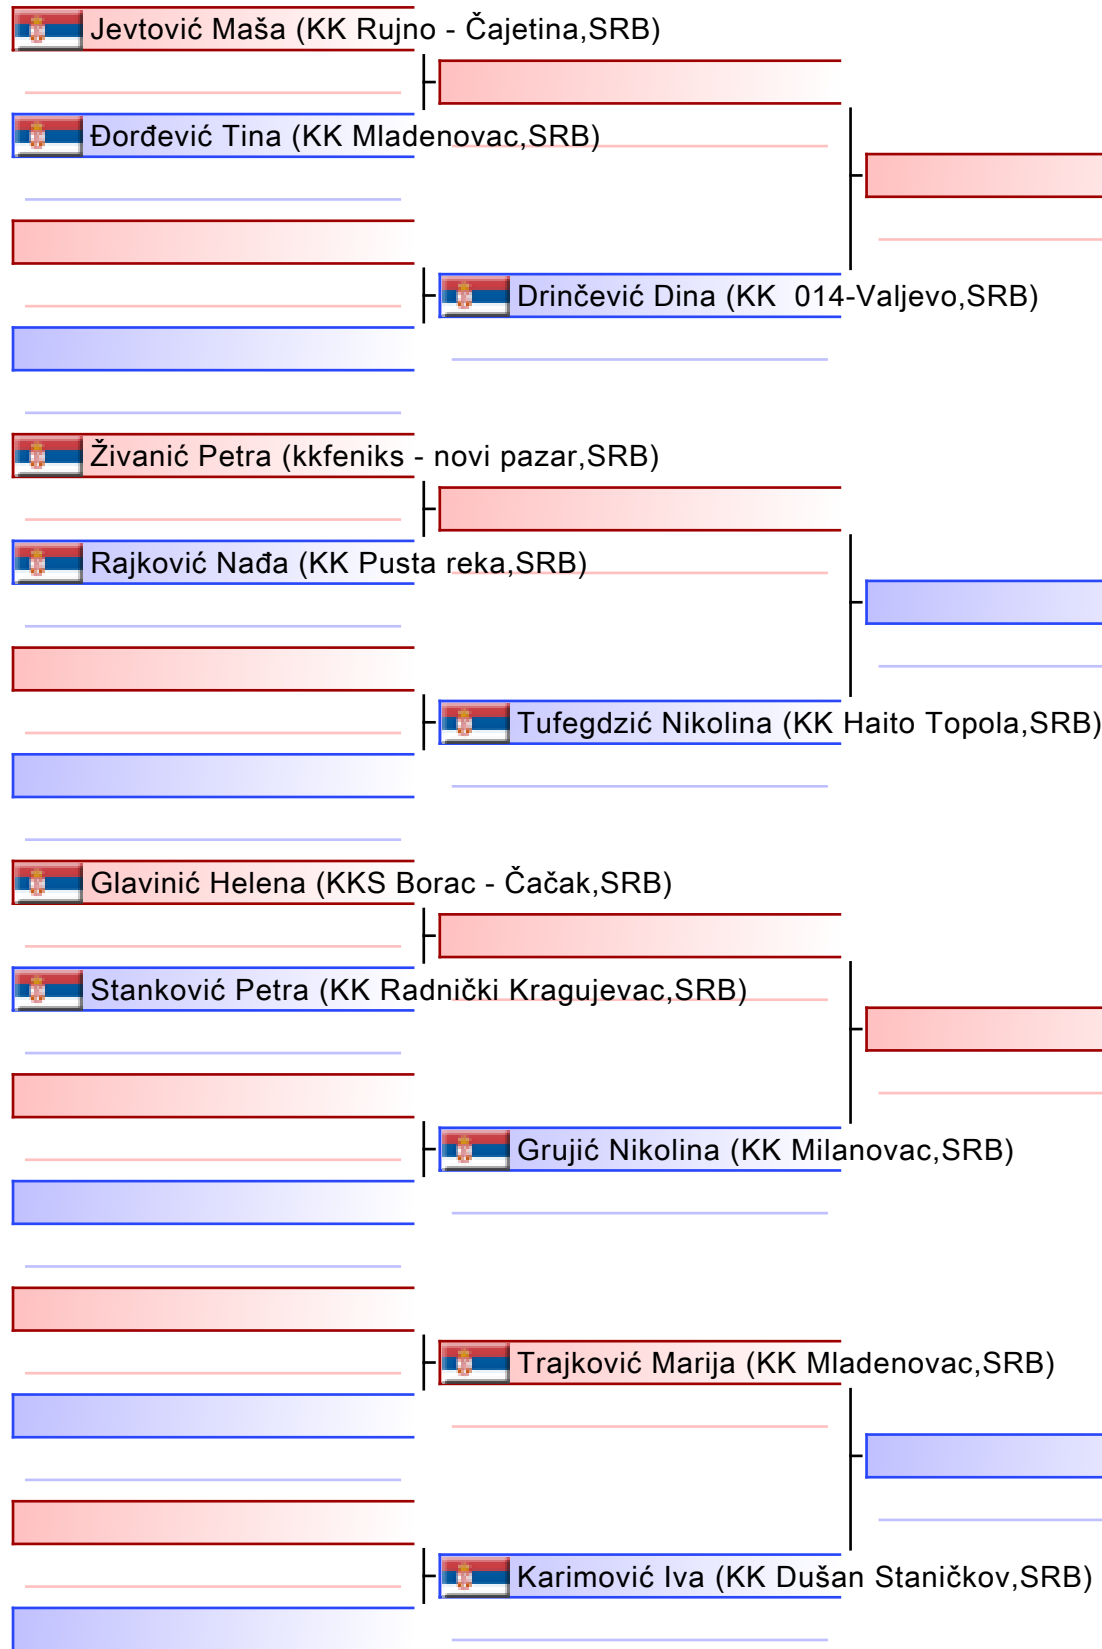 Jevtović Maša (KK Rujno - Čajetina,SRB)
Đorđević Tina (KK Mladenovac,SRB)
Drinčević Dina (KK  014-Valjevo,SRB)
Živanić Petra (kkfeniks - novi pazar,SRB)
Rajković Nađa (KK Pusta reka,SRB)
Tufegdzić Nikolina (KK Haito Topola,SRB)
Glavinić Helena (KKS Borac - Čačak,SRB)
Stanković Petra (KK Radnički Kragujevac,SRB)
Grujić Nikolina (KK Milanovac,SRB)
Trajković Marija (KK Mladenovac,SRB)
Karimović Iva (KK Dušan Staničkov,SRB)